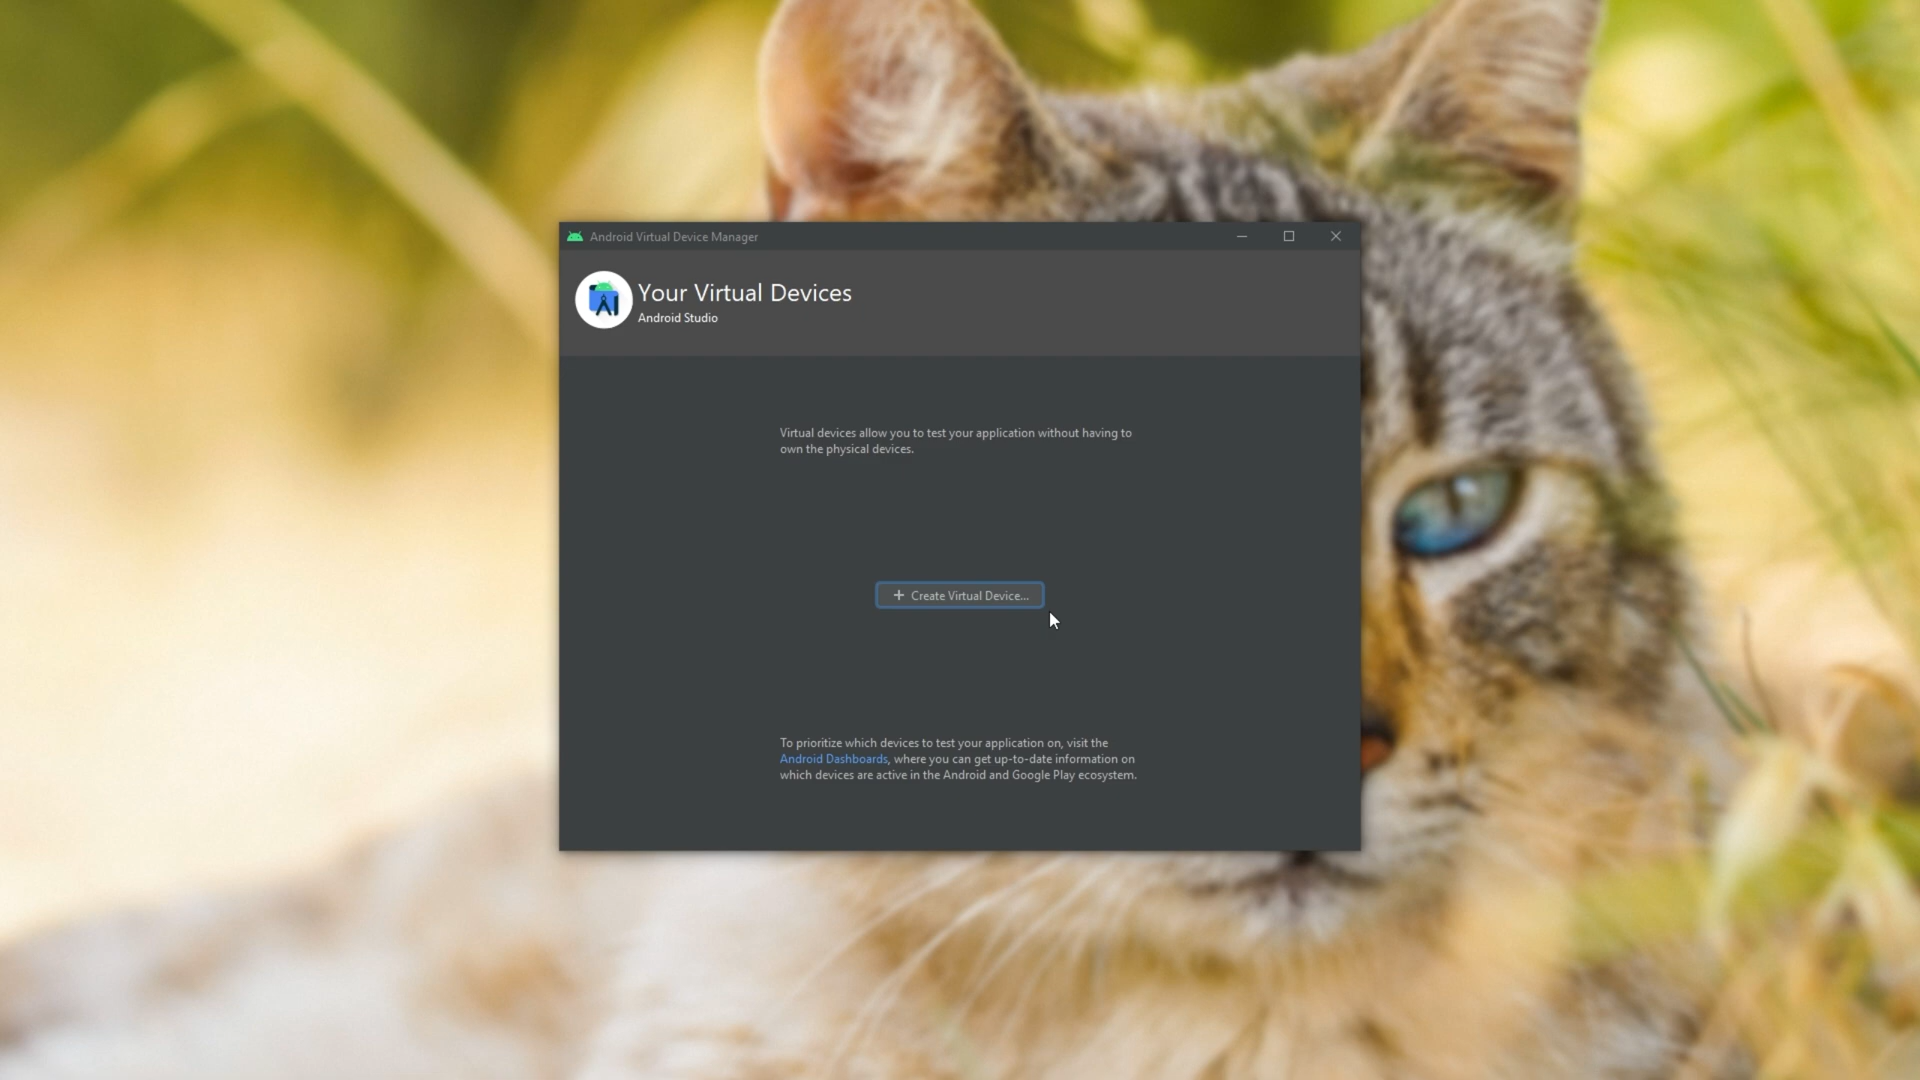 Android Virtual Device Manager
Your Virtual Devices
Android Studio
Virtual devices allow you to test your application without having to
own the physical devices.
+ Create Virtual Device...
To prioritize which devices to test your application on, visit the
Android Dashboards, where you can get up-to-date information on
which devices are active in the Android and Google Play ecosystem.